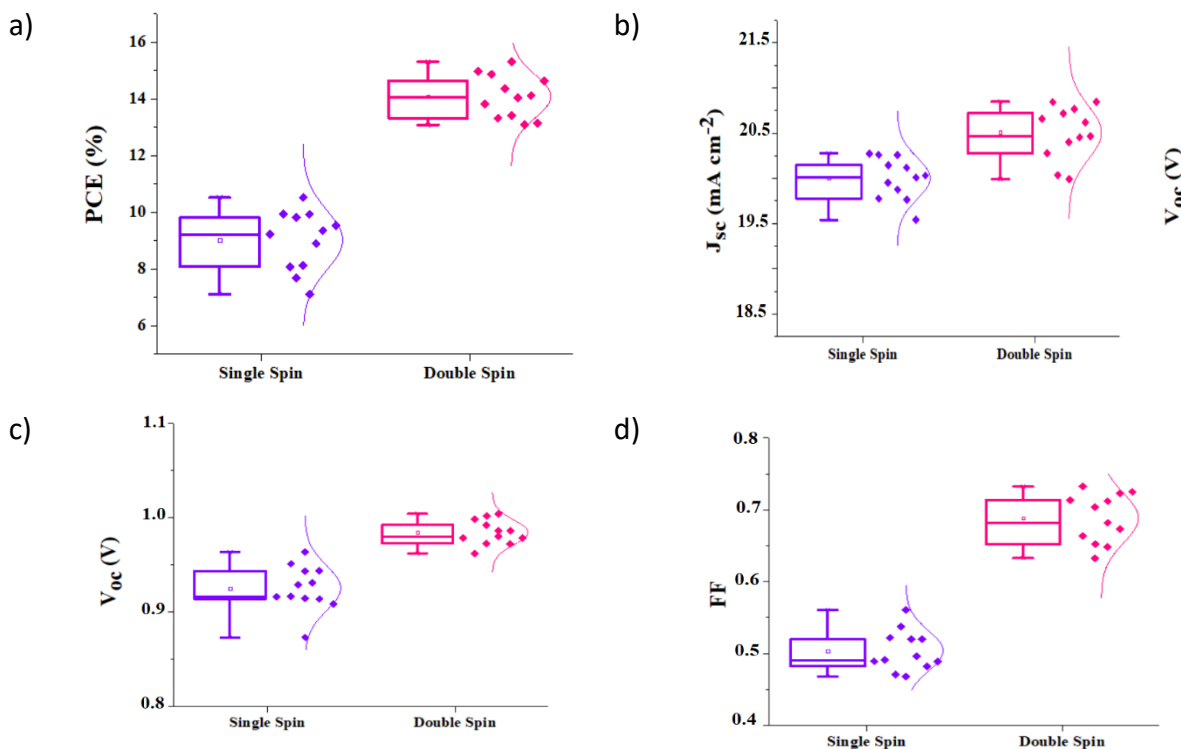 a)
PCE (%)
16
14
12
10
8
6
Single Spin
Double Spin
b)
J_sc (mA cm⁻²)
21.5
20.5
19.5
18.5
Single Spin
Double Spin
V_oc (V)
c)
V_oc (V)
1.1
1.0
0.9
0.8
Single Spin
Double Spin
d)
FF
0.8
0.7
0.6
0.5
0.4
Single Spin
Double Spin